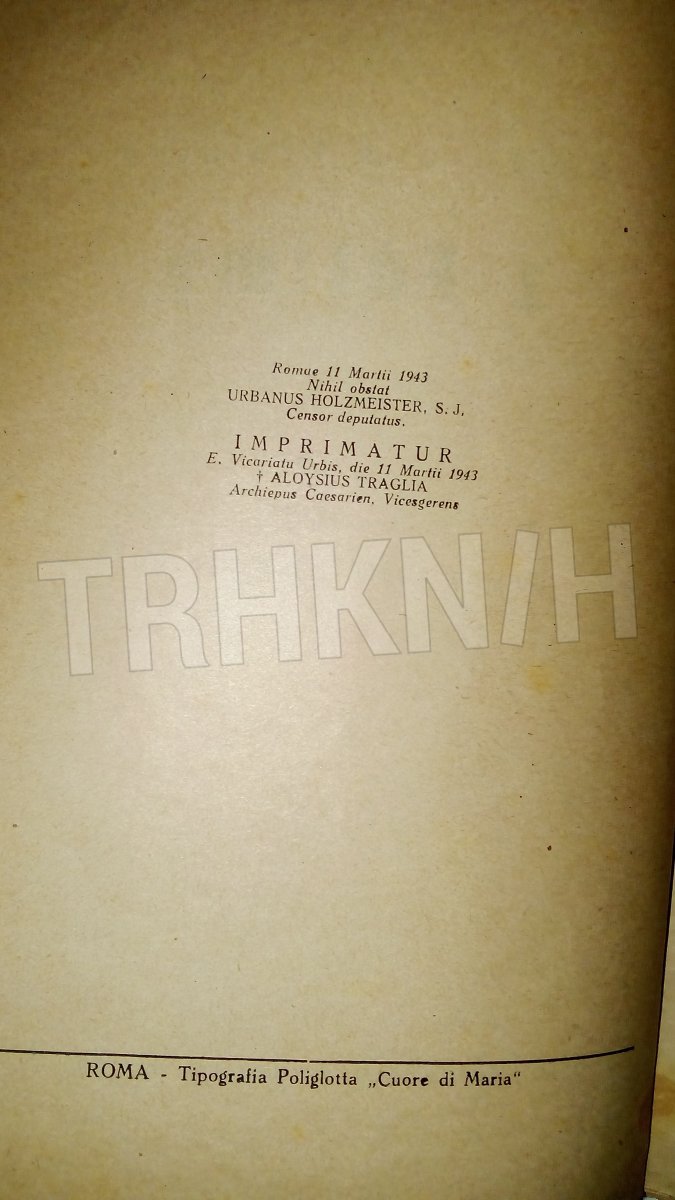 Romae 11 Martii 1943
Nihil obstat
URBANUS HOLZMEISTER, S. J,
Censor deputatus.
IMPRIMATUR
E. Vicariatu Urbis, die 11 Martii 1943
† ALOYSIUS TRAGLIA
Archiepus Caesarien, Vicesgerens
TRHKN/H
ROMA - Tipografia Poliglotta „Cuore di Maria“